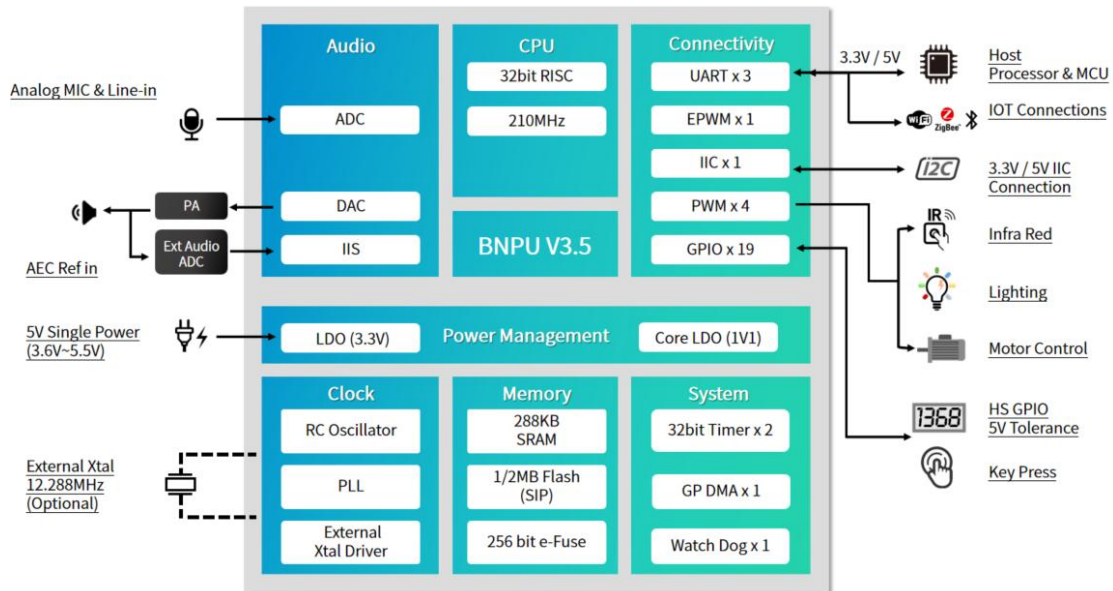 Audio
ADC
DAC
IIS
CPU
32bit RISC
210MHz
BNPU V3.5
Connectivity
UART x 3
EPWM x 1
IIC x 1
PWM x 4
GPIO x 19
Analog MIC & Line-in
PA
Ext Audio
ADC
AEC Ref in
3.3V / 5V
Host
Processor & MCU
WiFi
ZigBee
IOT Connections
I2C
3.3V / 5V IIC
Connection
IR
Infra Red
Lighting
Motor Control
1368
HS GPIO
5V Tolerance
Key Press
5V Single Power
(3.6V~5.5V)
LDO (3.3V)
Power Management
Core LDO (1V1)
External Xtal
12.288MHz
(Optional)
Clock
RC Oscillator
PLL
External
Xtal Driver
Memory
288KB
SRAM
1/2MB Flash
(SIP)
256 bit e-Fuse
System
32bit Timer x 2
GP DMA x 1
Watch Dog x 1